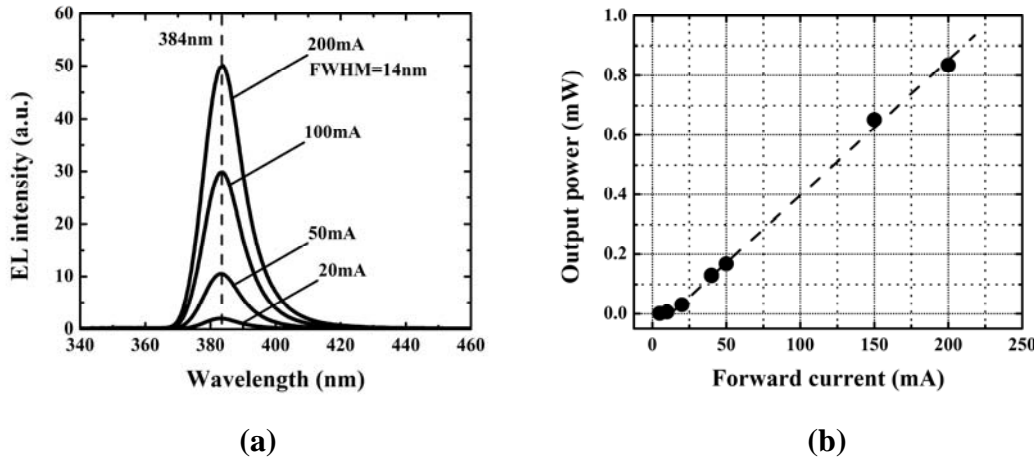 60
50
40
30
20
10
0
340
360
380
400
420
440
460
EL intensity (a.u.)
Wavelength (nm)
384nm
200mA
FWHM=14nm
100mA
50mA
20mA
(a)
1.0
0.8
0.6
0.4
0.2
0.0
0
50
100
150
200
250
Output power (mW)
Forward current (mA)
(b)